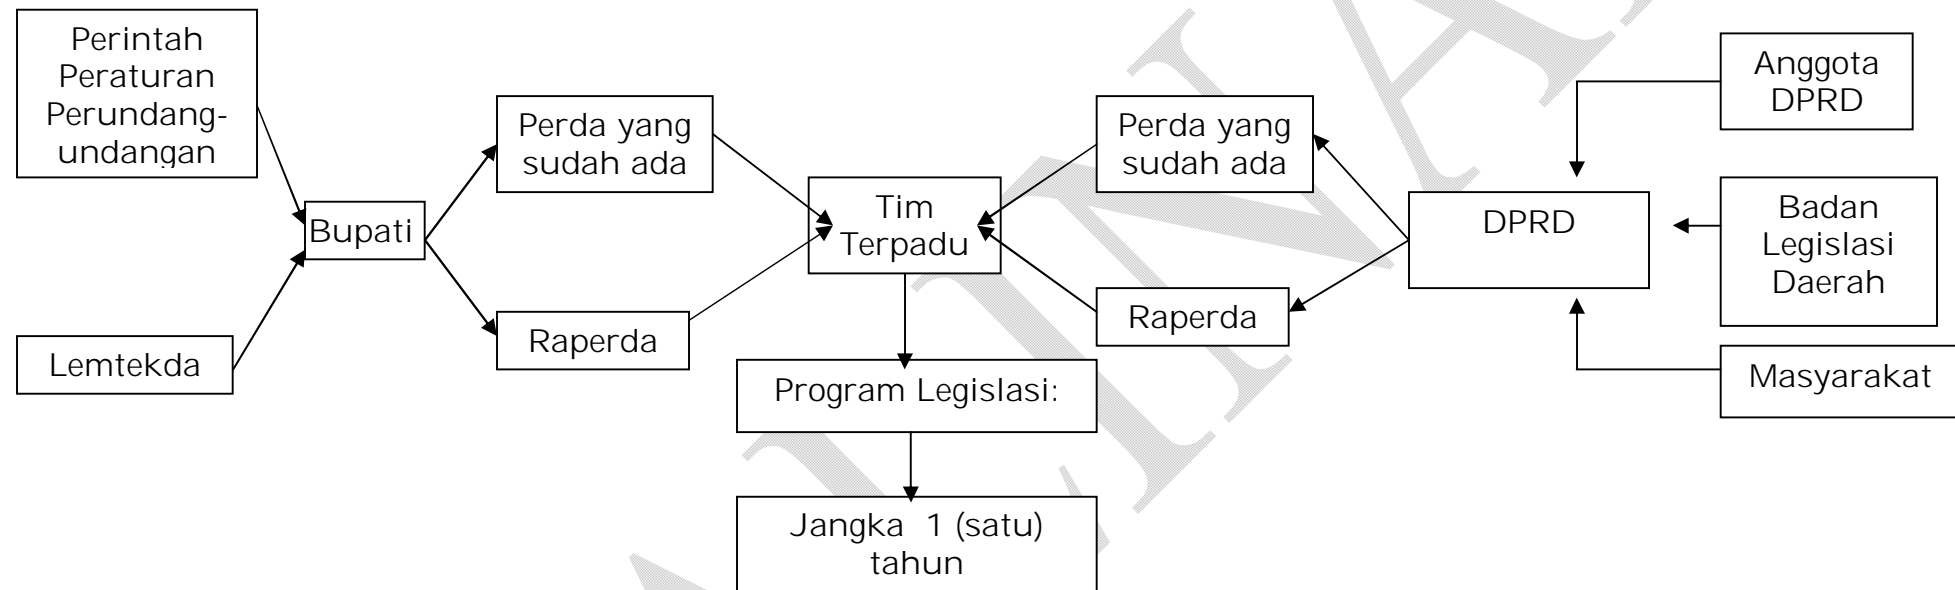 Perintah
Peraturan
Perundang-
undangan
Lemtekda
Bupati
Perda yang
sudah ada
Raperda
Tim
Terpadu
Program Legislasi:
Jangka 1 (satu)
tahun
Perda yang
sudah ada
Raperda
DPRD
Anggota
DPRD
Badan
Legislasi
Daerah
Masyarakat